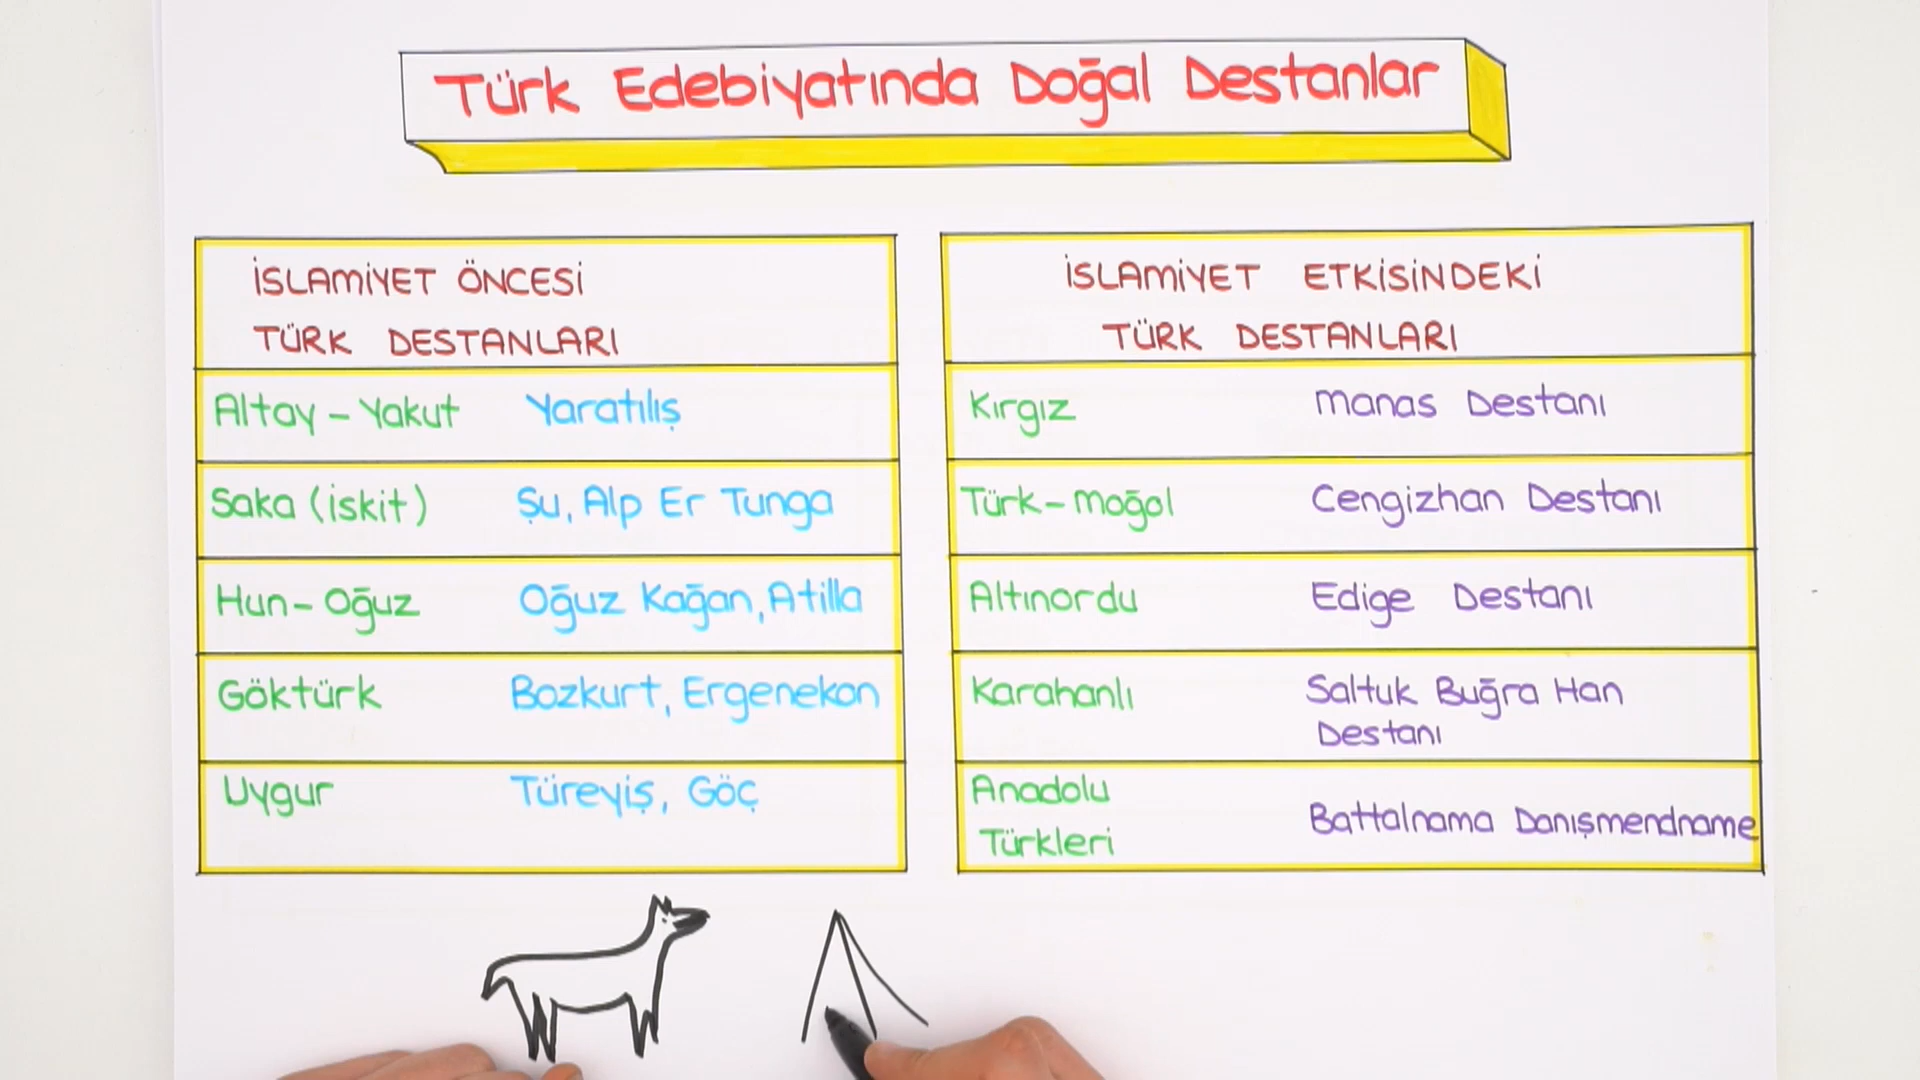 Türk Edebiyatında Doğal Destanlar
İSLAMİYET ÖNCESİ
TÜRK DESTANLARI
Altay - Yakut Yaratılış
Saka (iskit) Şu, Alp Er Tunga
Hun-Oğuz Oğuz Kağan, Atilla
Göktürk Bozkurt, Ergenekon
Uygur Türeyiş, Göç
İSLAMİYET ETKİSİNDEKİ
TÜRK DESTANLARI
Kırgız Manas Destanı
Türk-Moğol Cengizhan Destanı
Altınordu Edige Destanı
Karahanlı Saltuk Buğra Han
Destanı
Anadolu
Türkleri Battalnama Danışmendname